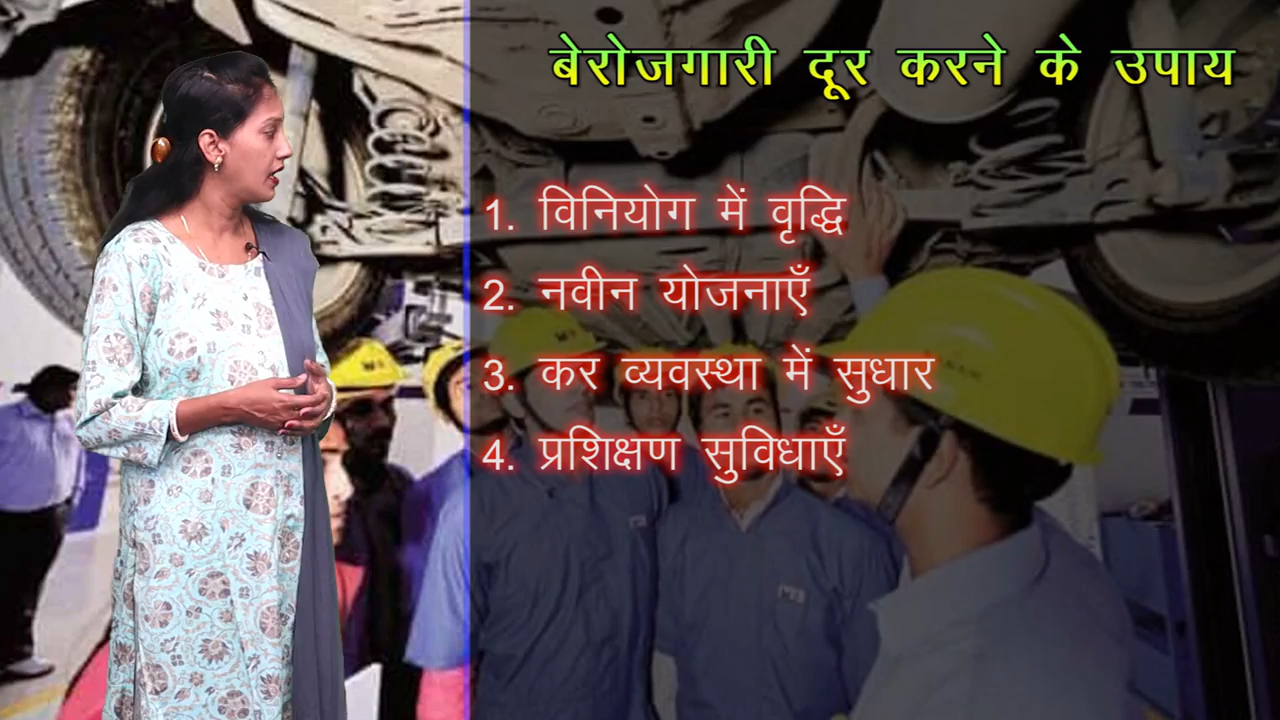 बेरोजगारी दूर करने के उपाय
1. विनियोग में वृद्धि
2. नवीन योजनाएँ
3. कर व्यवस्था में सुधार
4. प्रशिक्षण सुविधाएँ